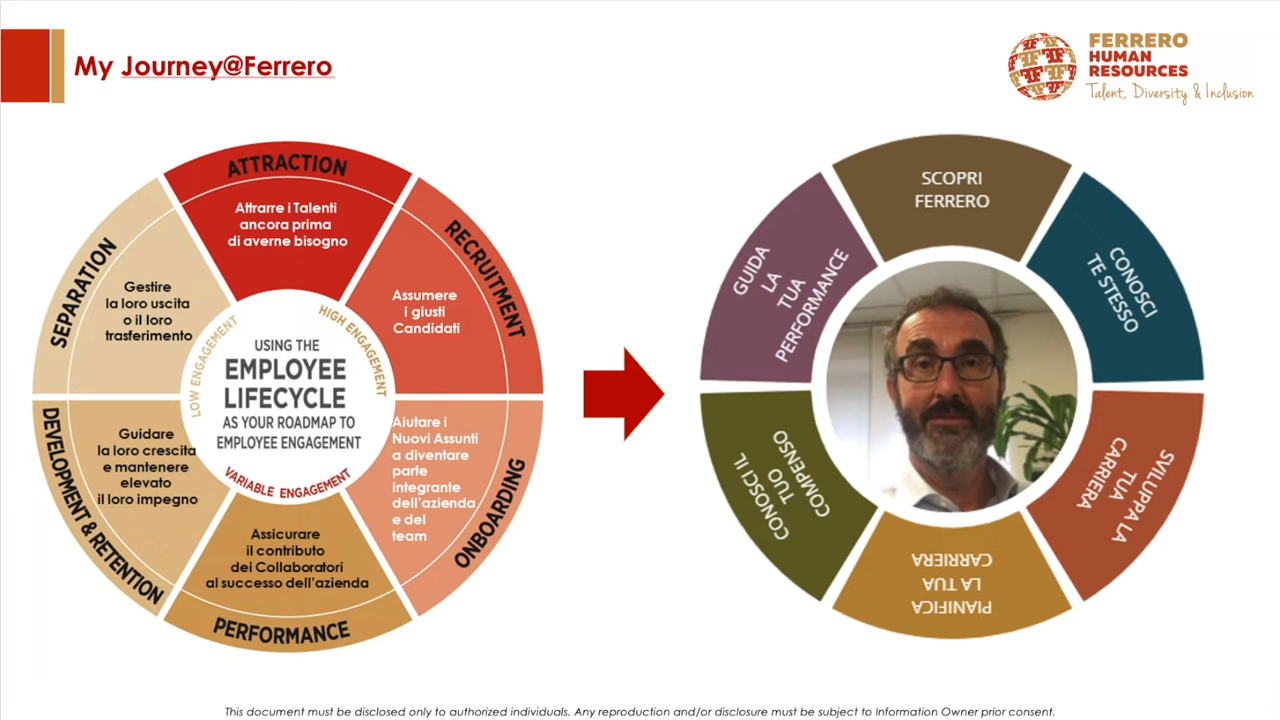 My Journey@Ferrero
FERRERO
HUMAN
RESOURCES
Talent, Diversity & Inclusion
ATTRACTION
Attrarre i Talenti
ancora prima
di averne bisogno
RECRUITMENT
Assumere
i giusti
Candidati
ONBOARDING
Aiutare i
Nuovi Assunti
a diventare
parte
integrante
dell'azienda
e del
team
PERFORMANCE
Assicurare
il contributo
dei Collaboratori
al successo dell'azienda
DEVELOPMENT & RETENTION
Guidare
la loro crescita
e mantenere
elevato
il loro impegno
SEPARATION
Gestire
la loro uscita
o il loro
trasferimento
LOW ENGAGEMENT
HIGH ENGAGEMENT
USING THE
EMPLOYEE
LIFECYCLE
AS YOUR ROADMAP TO
EMPLOYEE ENGAGEMENT
VARIABLE ENGAGEMENT
SCOPRI
FERRERO
CONOSCI
TE STESSO
SVILUPPA LA
TUA
CARRIERA
PIANIFICA
LA TUA
CARRIERA
CONOSCI IL
TUO
COMPENSO
GUIDA
LA
TUA
PERFORMANCE
This document must be disclosed only to authorized individuals. Any reproduction and/or disclosure must be subject to Information Owner prior consent.